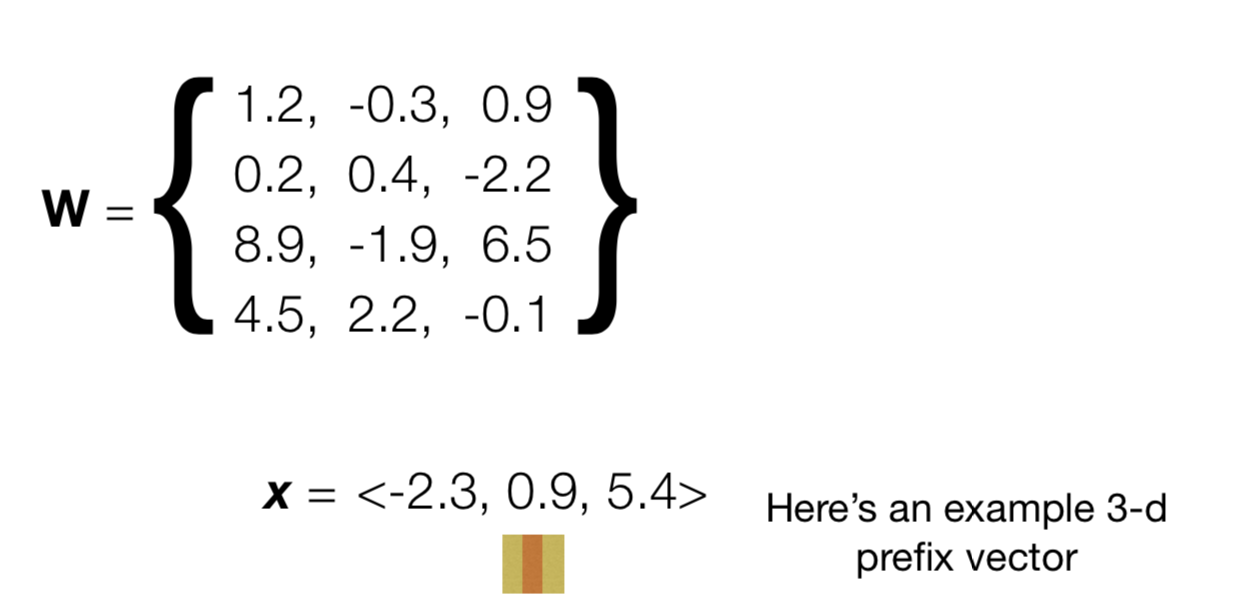 W = { 1.2, -0.3, 0.9
0.2, 0.4, -2.2
8.9, -1.9, 6.5
4.5, 2.2, -0.1 }
x = <-2.3, 0.9, 5.4>
Here's an example 3-d
prefix vector